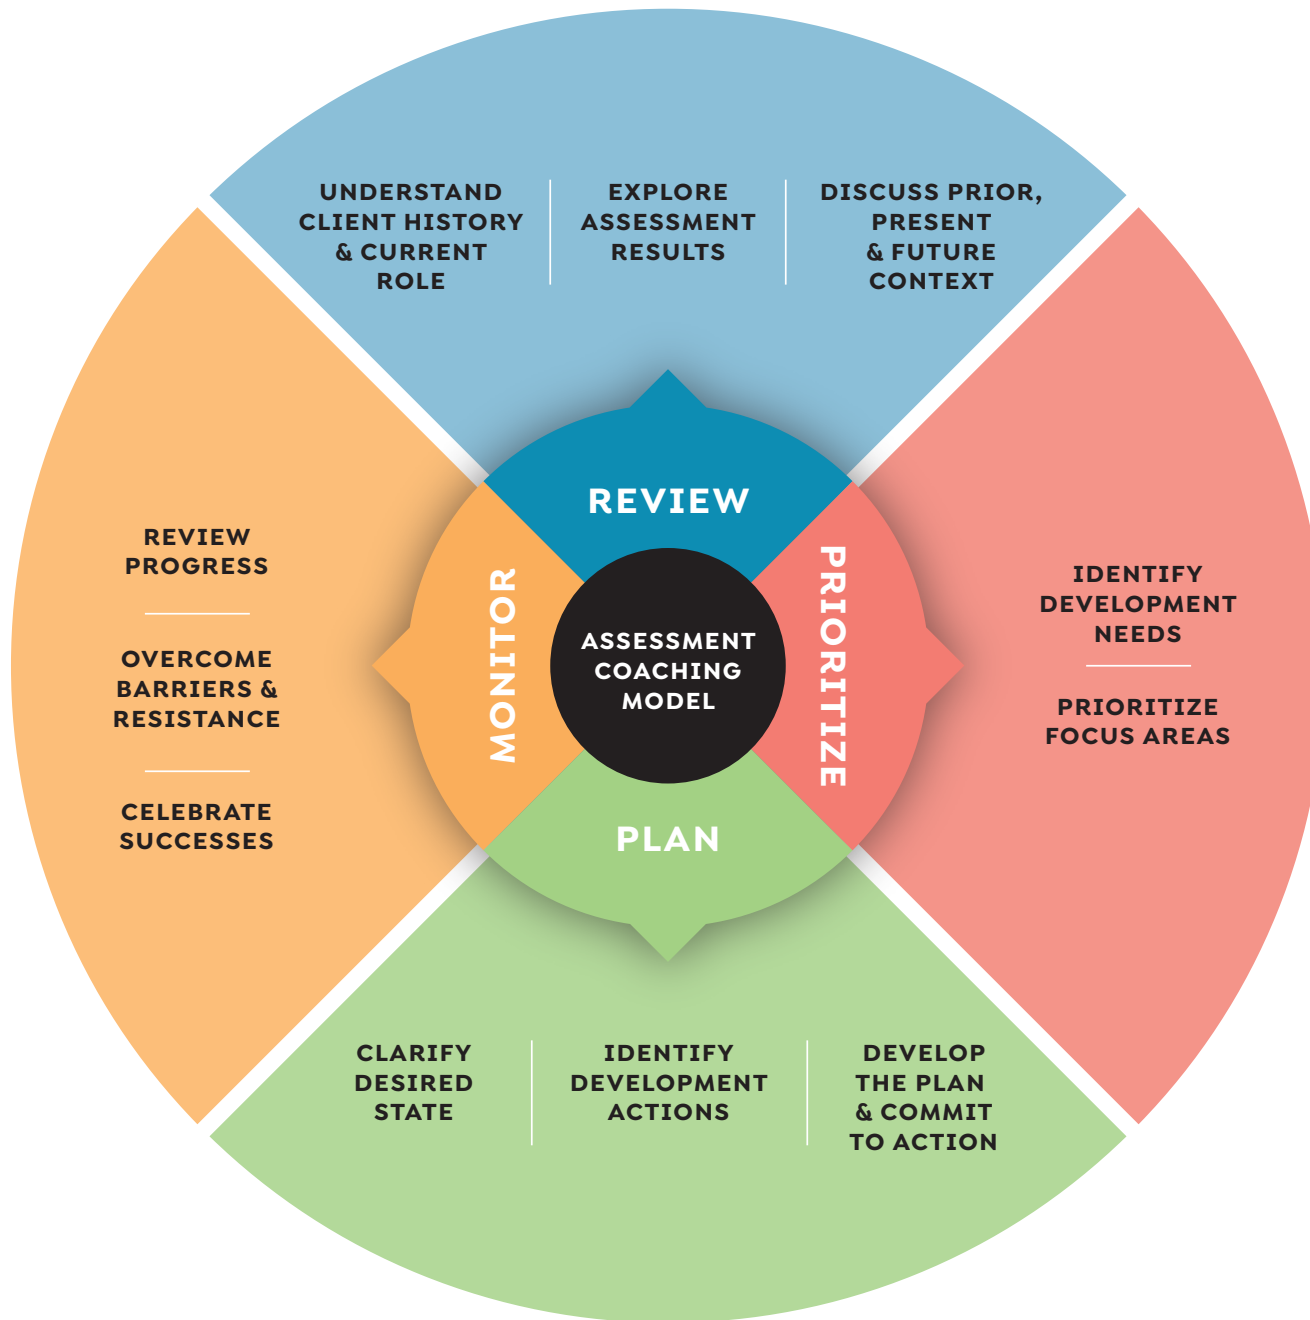 UNDERSTAND
CLIENT HISTORY
& CURRENT
ROLE
EXPLORE
ASSESSMENT
RESULTS
DISCUSS PRIOR,
PRESENT
& FUTURE
CONTEXT
REVIEW
PRIORITIZE
IDENTIFY
DEVELOPMENT
NEEDS
PRIORITIZE
FOCUS AREAS
PLAN
CLARIFY
DESIRED
STATE
IDENTIFY
DEVELOPMENT
ACTIONS
DEVELOP
THE PLAN
& COMMIT
TO ACTION
MONITOR
REVIEW
PROGRESS
OVERCOME
BARRIERS &
RESISTANCE
CELEBRATE
SUCCESSES
ASSESSMENT
COACHING
MODEL